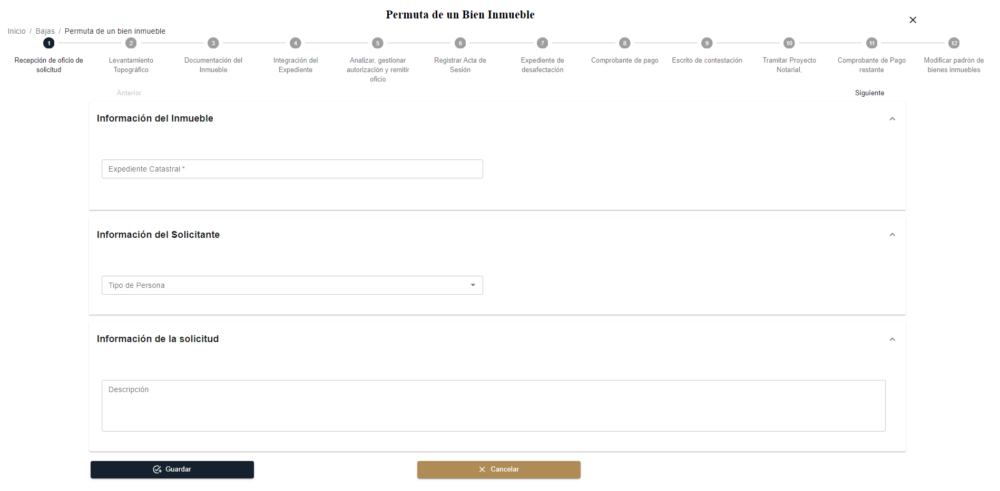 Permuta de un Bien Inmueble
Inicio / Bajas / Permuta de un bien inmueble
1 2 3 4 5 6 7 8 9 10 11 12
Recepción de oficio de
solicitud
Levantamiento
Topográfico
Documentación del
Inmueble
Integración del
Expediente
Analizar, gestionar
autorización y remitir
oficio
Registrar Acta de
Sesión
Expediente de
desafectación
Comprobante de pago
Escrito de contestación
Tramitar Proyecto
Notarial,
Comprobante de Pago
restante
Modificar padrón de
bienes inmuebles
Anterior
Siguiente
Información del Inmueble
Expediente Catastral *
Información del Solicitante
Tipo de Persona
Información de la solicitud
Descripción
Guardar
Cancelar